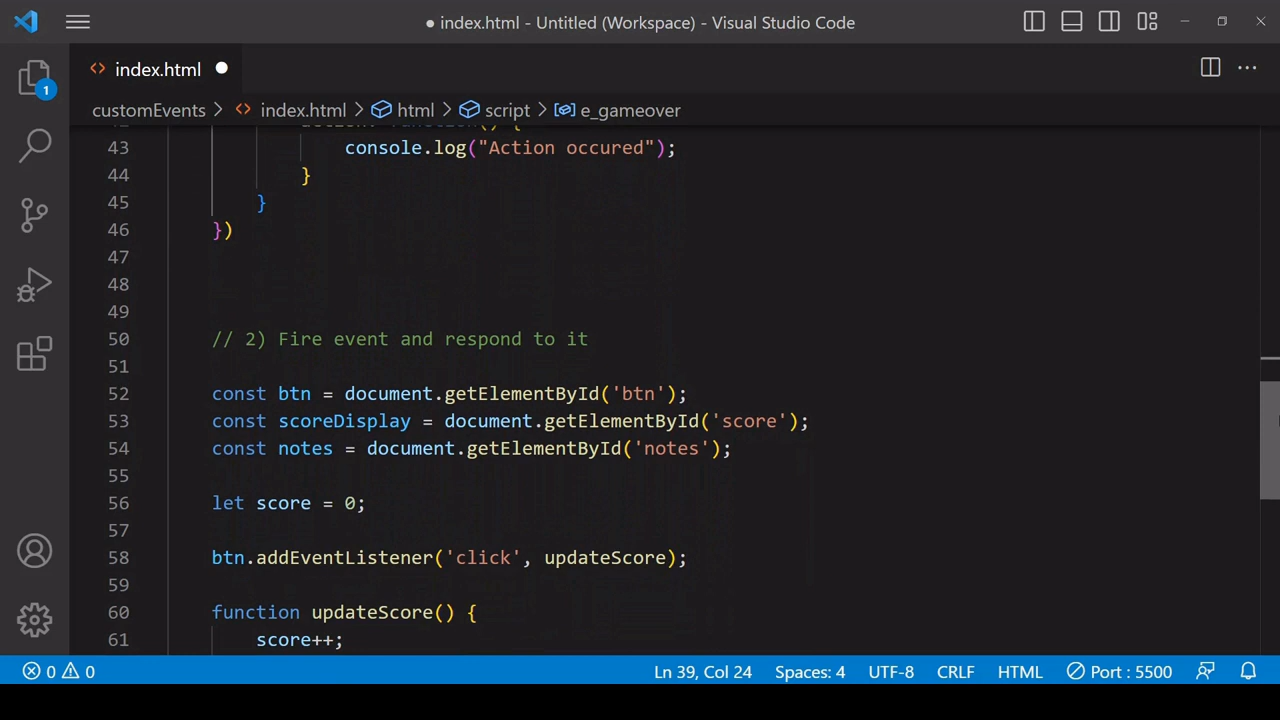 ● index.html - Untitled (Workspace) - Visual Studio Code
index.html
1
customEvents > index.html > html > script > e_gameover
43 console.log("Action occured");
44 }
45 }
46 })
47
48
49
50 // 2) Fire event and respond to it
51
52 const btn = document.getElementById('btn');
53 const scoreDisplay = document.getElementById('score');
54 const notes = document.getElementById('notes');
55
56 let score = 0;
57
58 btn.addEventListener('click', updateScore);
59
60 function updateScore() {
61 score++;
0 0 Ln 39, Col 24 Spaces: 4 UTF-8 CRLF HTML Port : 5500